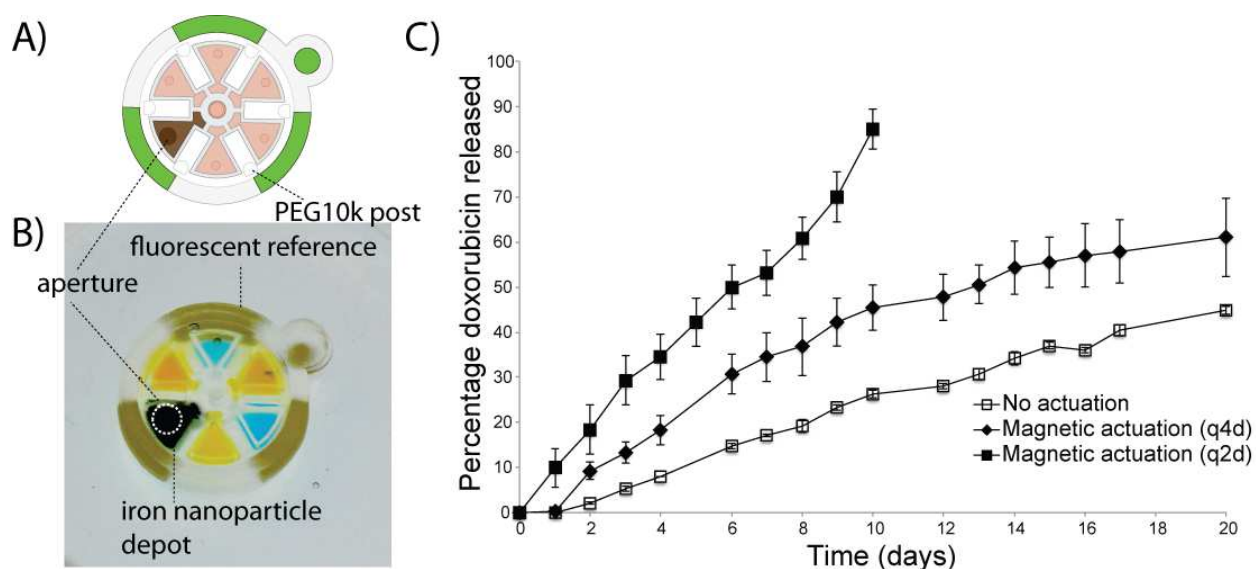 A)
PEG10k post
B)
fluorescent reference
aperture
iron nanoparticle
depot
C)
Percentage doxorubicin released
100
90
80
70
60
50
40
30
20
10
0
0 2 4 6 8 10 12 14 16 18 20
Time (days)
No actuation
Magnetic actuation (q4d)
Magnetic actuation (q2d)